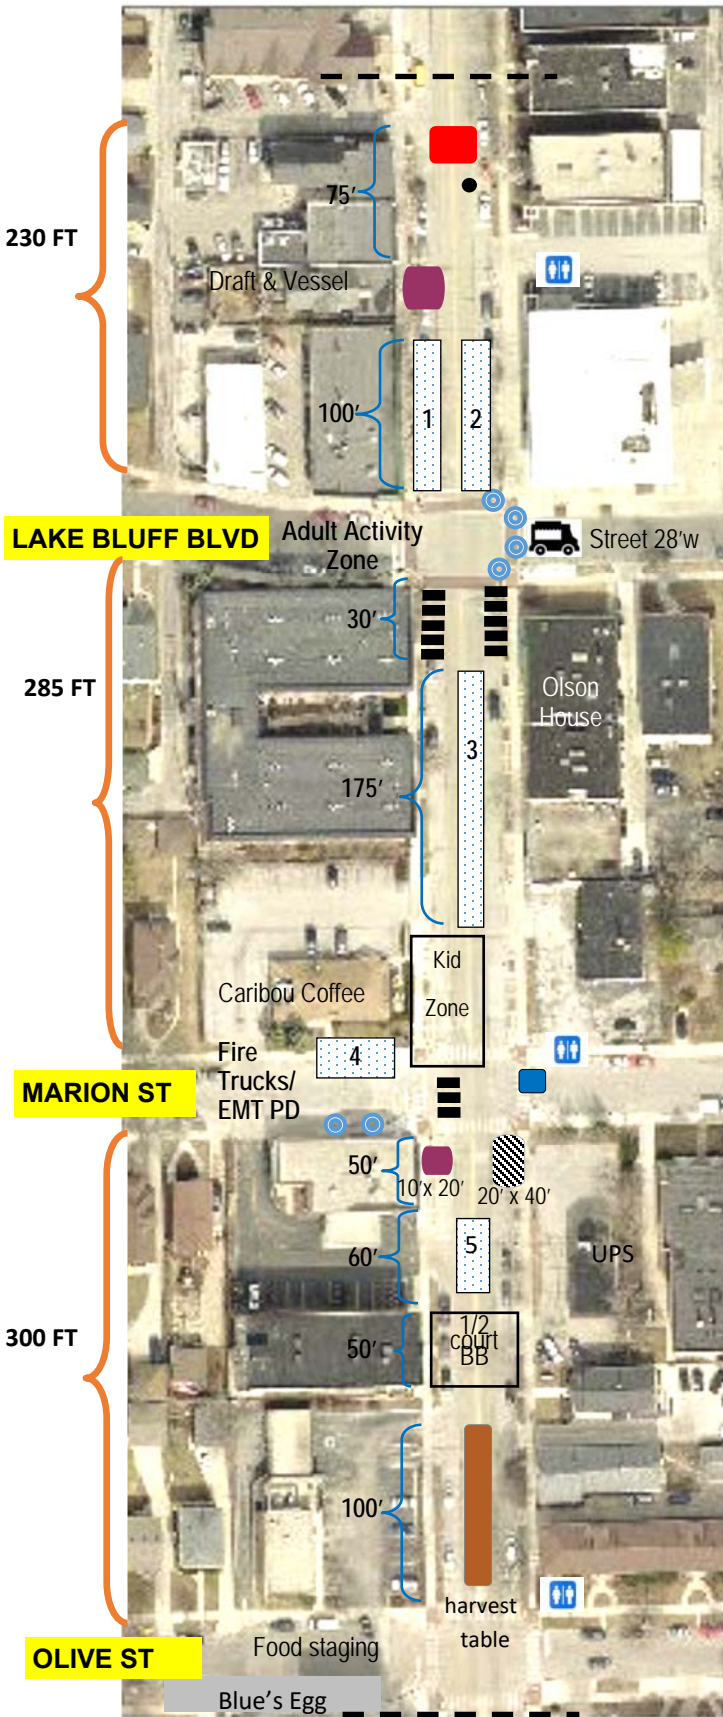 75'
230 FT
Draft & Vessel
100'
1
2
LAKE BLUFF BLVD
Adult Activity
Zone
Street 28'w
30'
285 FT
Olson
House
3
175'
Kid
Zone
Caribou Coffee
4
Fire
Trucks/
EMT PD
MARION ST
50'
10'x 20'
20' x 40'
5
60'
UPS
1/2
court
BB
300 FT
50'
100'
harvest
table
Food staging
OLIVE ST
Blue's Egg